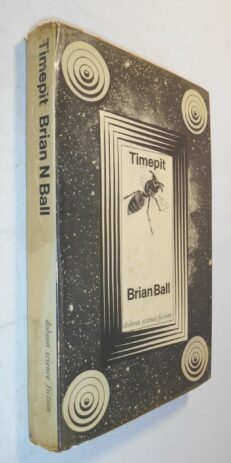 Timepit Brian N Ball
dobson science fiction
Timepit
Brian Ball
dobson science fiction